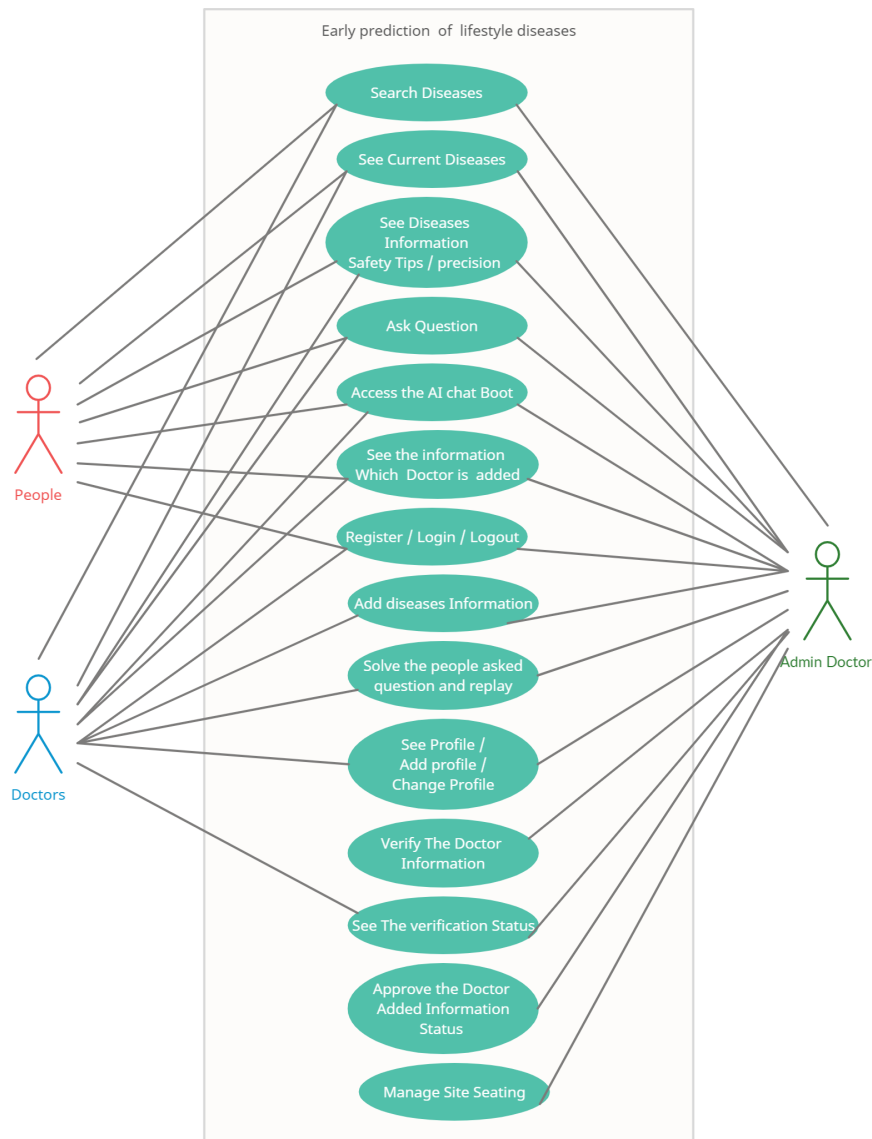 Early prediction of lifestyle diseases
Search Diseases
See Current Diseases
See Diseases
Information
Safety Tips / precision
Ask Question
Access the AI chat Boot
See the information
Which Doctor is added
People
Register / Login / Logout
Add diseases Information
Solve the people asked
question and replay
Admin Doctor
See Profile /
Add profile /
Change Profile
Doctors
Verify The Doctor
Information
See The verification Status
Approve the Doctor
Added Information
Status
Manage Site Seating